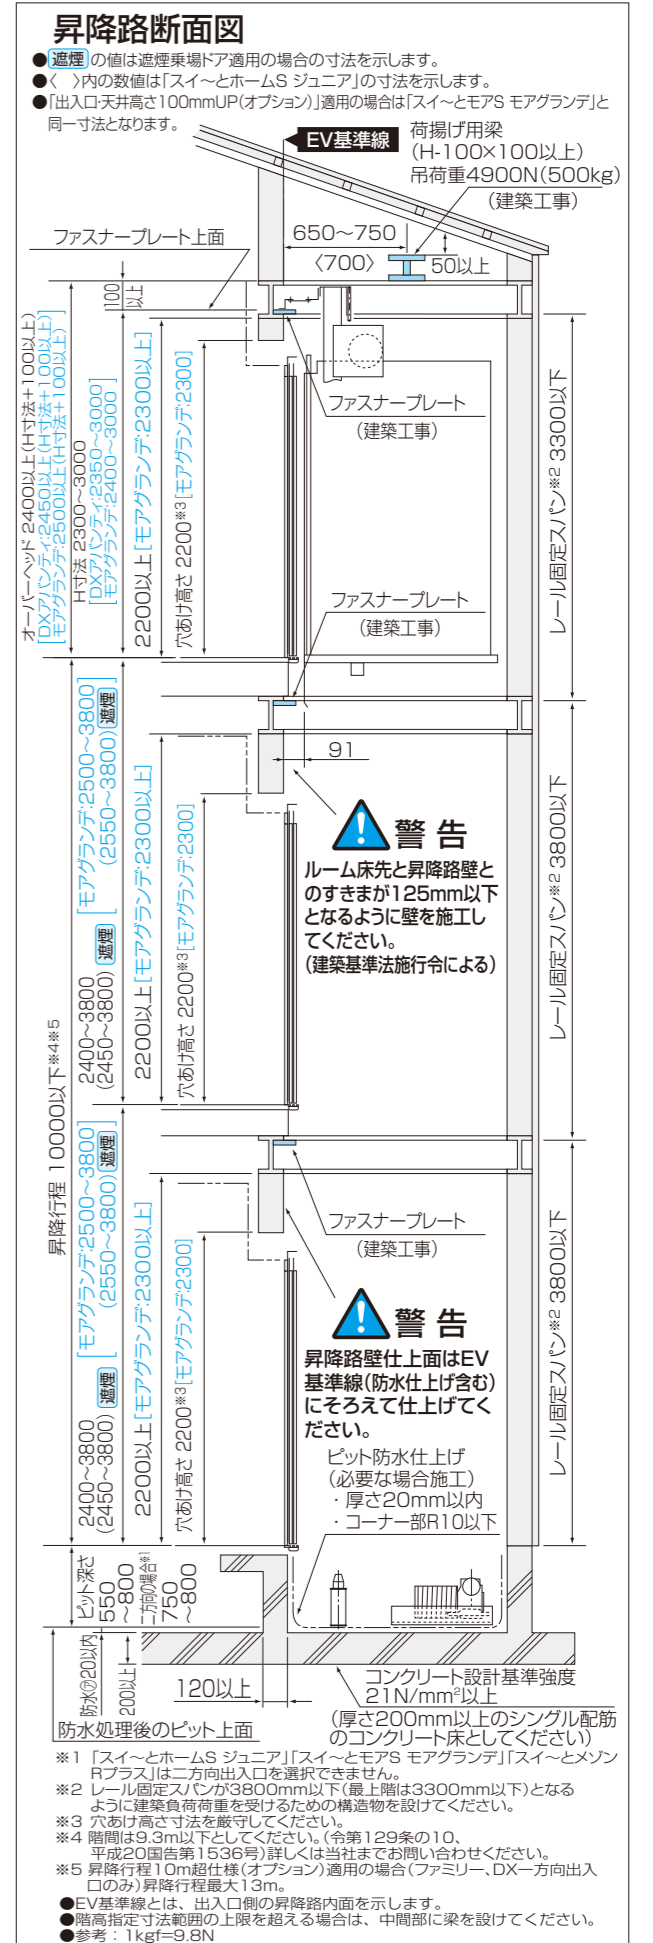 昇降路断面図
●遮煙の値は遮煙乗場ドア適用の場合の寸法を示します。
●〈　〉内の数値は「スイ～とホームS ジュニア」の寸法を示します。
●「出入口・天井高さ100mmUP(オプション)」適用の場合は「スイ～とモアS モアグランデ」と
同一寸法となります。
EV基準線
荷揚げ用梁
(H-100×100以上)
吊荷重4900N(500kg)
(建築工事)
ファスナープレート上面
650～750
〈700〉
50以上
100以上
オーバーヘッド 2400以上(H寸法+100以上)
[DXアバンティ:2450以上(H寸法+100以上)]
[モアグランデ:2500以上(H寸法+100以上)]
H寸法 2300～3000
[DXアバンティ:2350～3000]
[モアグランデ:2400～3000]
2200以上[モアグランデ:2300以上]
穴あけ高さ 2200※3[モアグランデ:2300]
ファスナープレート
(建築工事)
レール固定スパン※2 3300以下
ファスナープレート
(建築工事)
91
警告
ルーム床先と昇降路壁と
のすきまが125mm以下
となるように壁を施工し
てください。
(建築基準法施行令による)
昇降行程 10000以下※4※5
2400～3800
(2450～3800)遮煙
[モアグランデ:2500～3800]
(2550～3800)遮煙
2200以上[モアグランデ:2300以上]
穴あけ高さ 2200※3[モアグランデ:2300]
レール固定スパン※2 3800以下
ファスナープレート
(建築工事)
警告
昇降路壁仕上面はEV
基準線(防水仕上げ含む)
にそろえて仕上げてく
ださい。
2400～3800
(2450～3800)遮煙
[モアグランデ:2500～3800]
(2550～3800)遮煙
2200以上[モアグランデ:2300以上]
穴あけ高さ 2200※3[モアグランデ:2300]
レール固定スパン※2 3800以下
ピット防水仕上げ
(必要な場合施工)
・厚さ20mm以内
・コーナー部R10以下
ピット深さ
550
～800
二方向の場合※1
750
～800
防水㋐20以内
200以上
120以上
防水処理後のピット上面
コンクリート設計基準強度
21N/mm²以上
(厚さ200mm以上のシングル配筋
のコンクリート床としてください)
※1 「スイ～とホームS ジュニア」「スイ～とモアS モアグランデ」「スイ～とメゾン
Rプラス」は二方向出入口を選択できません。
※2 レール固定スパンが3800mm以下(最上階は3300mm以下)となる
ように建築負荷荷重を受けるための構造物を設けてください。
※3 穴あけ高さ寸法を厳守してください。
※4 階間は9.3m以下としてください。(令第129条の10、
平成20国告第1536号)詳しくは当社までお問い合わせください。
※5 昇降行程10m超仕様(オプション)適用の場合(ファミリー、DX一方向出入
口のみ)昇降行程最大13m。
●EV基準線とは、出入口側の昇降路内面を示します。
●階高指定寸法範囲の上限を超える場合は、中間部に梁を設けてください。
●参考：1kgf=9.8N